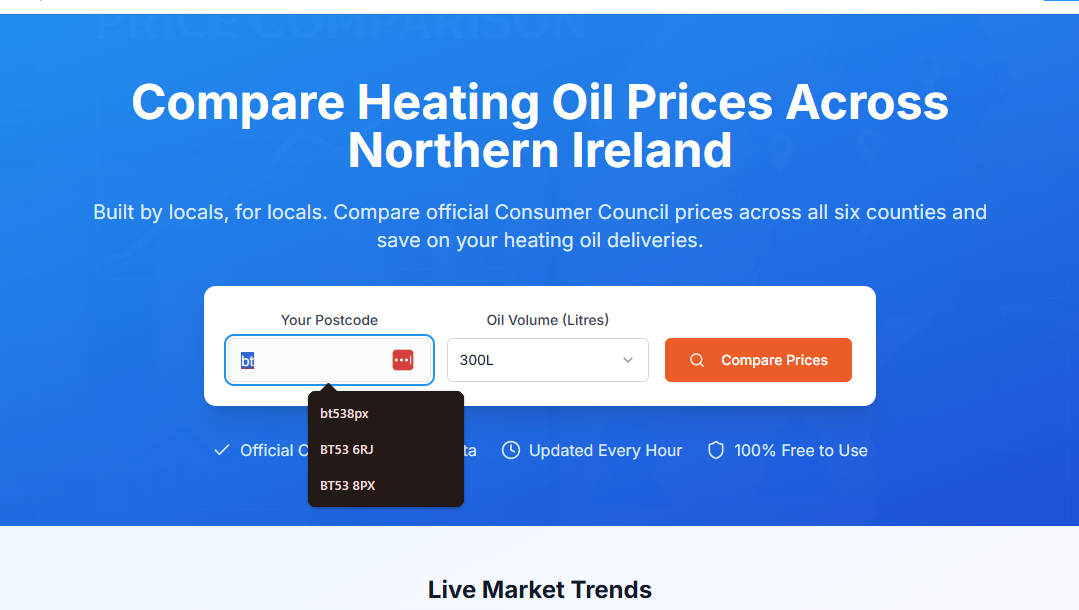 PRICE COMPARISON
Compare Heating Oil Prices Across
Northern Ireland
Built by locals, for locals. Compare official Consumer Council prices across all six counties and
save on your heating oil deliveries.
Your Postcode
Oil Volume (Litres)
bt
300L
Compare Prices
bt538px
BT53 6RJ
BT53 8PX
Official
Updated Every Hour
100% Free to Use
Live Market Trends